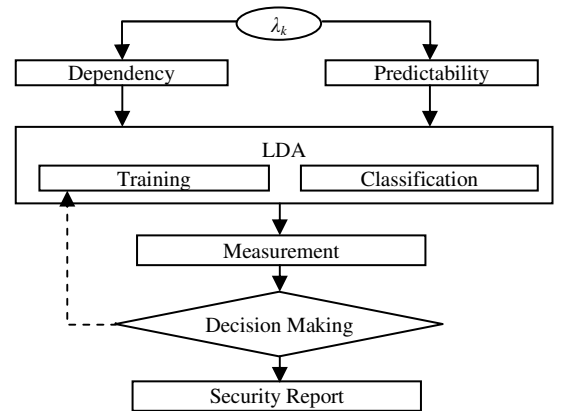 λk
Dependency Predictability
LDA
Training Classification
Measurement
Decision Making
Security Report